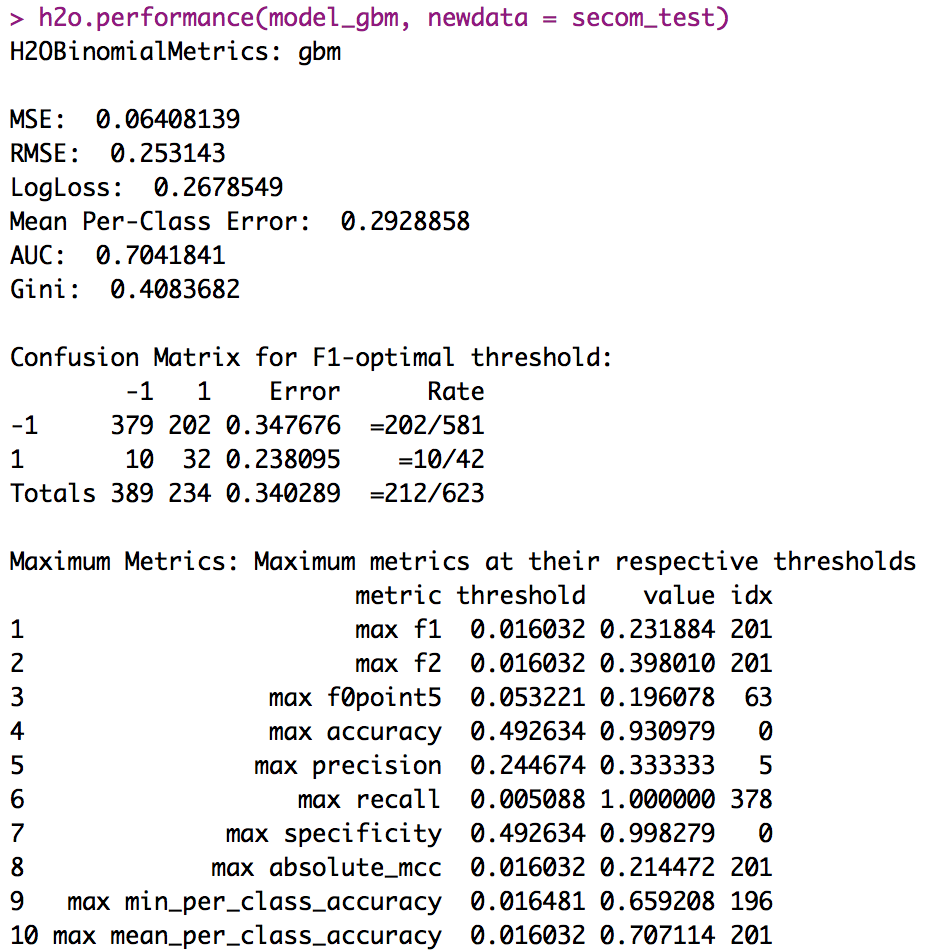 > h2o.performance(model_gbm, newdata = secom_test)
H2OBinomialMetrics: gbm

MSE:  0.06408139
RMSE:  0.253143
LogLoss:  0.2678549
Mean Per-Class Error:  0.2928858
AUC:  0.7041841
Gini:  0.4083682

Confusion Matrix for F1-optimal threshold:
        -1   1    Error      Rate
-1     379 202 0.347676  =202/581
1       10  32 0.238095    =10/42
Totals 389 234 0.340289  =212/623

Maximum Metrics: Maximum metrics at their respective thresholds
                        metric threshold    value idx
1                       max f1  0.016032 0.231884 201
2                       max f2  0.016032 0.398010 201
3                 max f0point5  0.053221 0.196078  63
4                 max accuracy  0.492634 0.930979   0
5                max precision  0.244674 0.333333   5
6                   max recall  0.005088 1.000000 378
7              max specificity  0.492634 0.998279   0
8             max absolute_mcc  0.016032 0.214472 201
9   max min_per_class_accuracy  0.016481 0.659208 196
10 max mean_per_class_accuracy  0.016032 0.707114 201